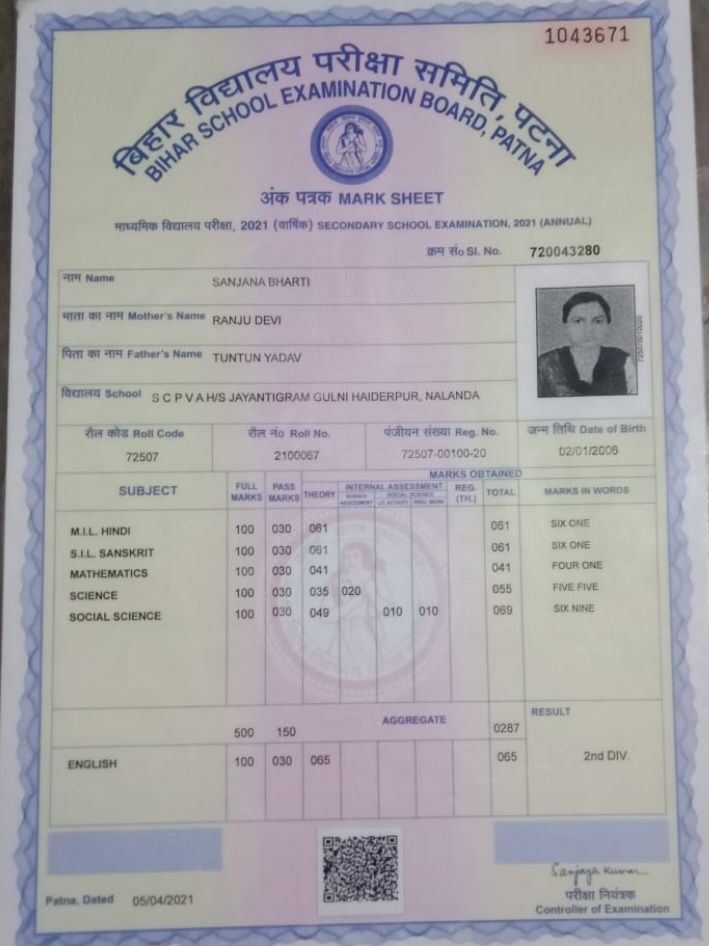 1043671
बिहार विद्यालय परीक्षा समिति, पटना
BIHAR SCHOOL EXAMINATION BOARD, PATNA
अंक पत्रक MARK SHEET
माध्यमिक विद्यालय परीक्षा, 2021 (वार्षिक) SECONDARY SCHOOL EXAMINATION, 2021 (ANNUAL)
क्रम सं० Sl. No. 720043280
नाम Name SANJANA BHARTI
माता का नाम Mother's Name RANJU DEVI
पिता का नाम Father's Name TUNTUN YADAV
विद्यालय School S C P V A H/S JAYANTIGRAM GULNI HAIDERPUR, NALANDA
रौल कोड Roll Code रौल नं० Roll No. पंजीयन संख्या Reg. No. जन्म तिथि Date of Birth
72507 2100067 72507-00100-20 02/01/2006
MARKS OBTAINED
SUBJECT FULL MARKS PASS MARKS THEORY INTERNAL ASSESSMENT REG. (TH.) TOTAL MARKS IN WORDS
M.I.L. HINDI 100 030 061 061 SIX ONE
S.I.L. SANSKRIT 100 030 061 061 SIX ONE
MATHEMATICS 100 030 041 041 FOUR ONE
SCIENCE 100 030 035 020 055 FIVE FIVE
SOCIAL SCIENCE 100 030 049 010 010 069 SIX NINE
500 150 AGGREGATE 0287 RESULT
ENGLISH 100 030 065 065 2nd DIV.
Patna, Dated 05/04/2021
Sanjaya Kumar
परीक्षा नियंत्रक
Controller of Examination